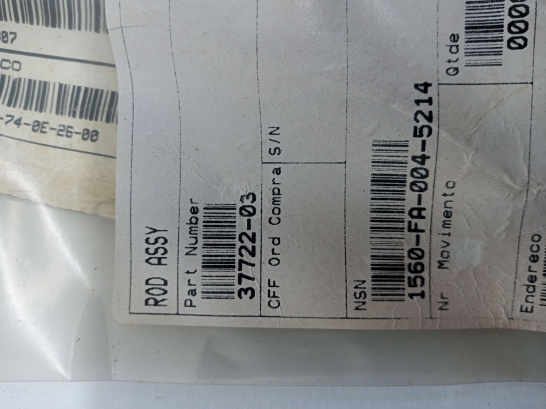 ROD ASSY
Part Number
37722-03
CFF Ord Compra
S/N
NSN
1560-FA-004-5214
Nr Movimento
Qtde
Endereco
07
CO
-74-0E-26-00